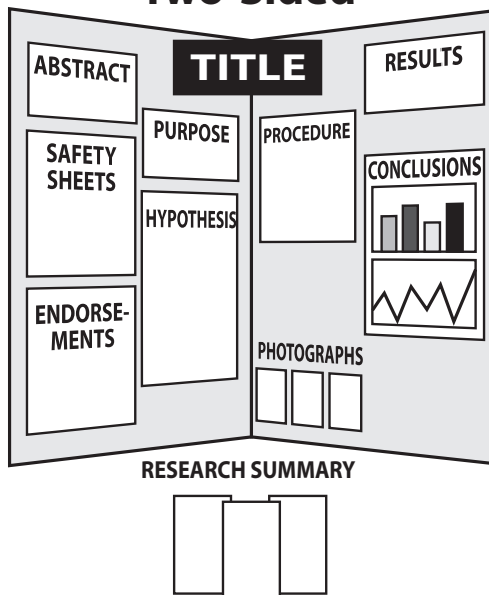 Two-Sided
TITLE
ABSTRACT
SAFETY
SHEETS
ENDORSE-
MENTS
PURPOSE
HYPOTHESIS
PROCEDURE
PHOTOGRAPHS
RESULTS
CONCLUSIONS
RESEARCH SUMMARY